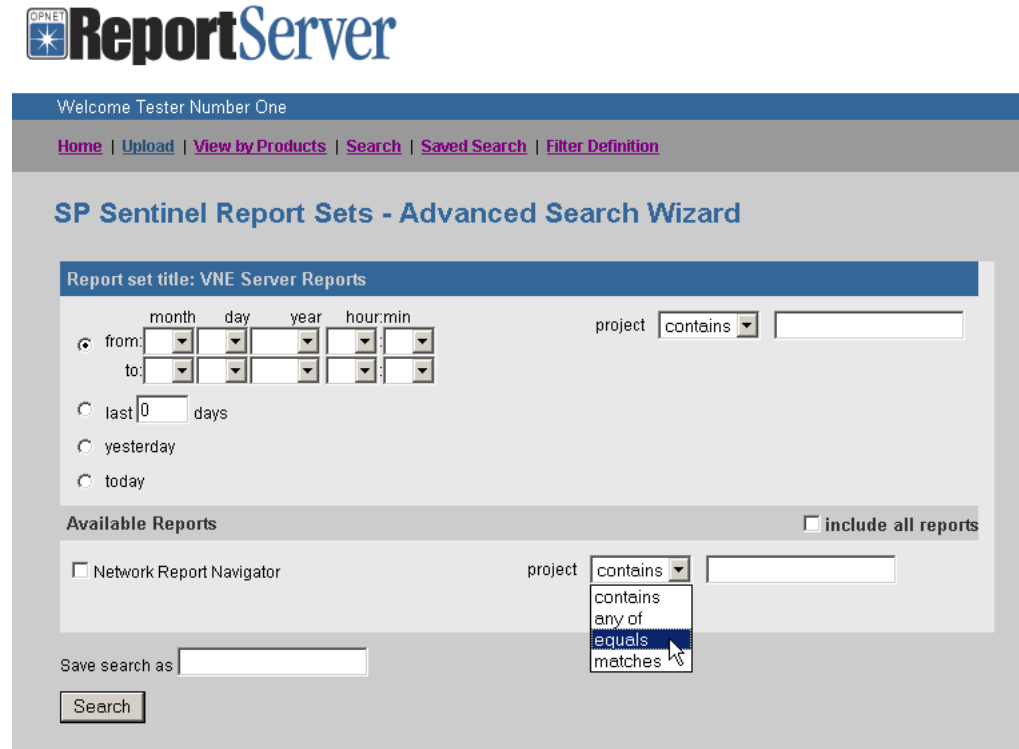 OPNET ReportServer
Welcome Tester Number One
Home | Upload | View by Products | Search | Saved Search | Filter Definition
SP Sentinel Report Sets - Advanced Search Wizard
Report set title: VNE Server Reports
month day year hour:min
from: : project contains
to: :
last 0 days
yesterday
today
Available Reports include all reports
Network Report Navigator project contains
contains
any of
equals
matches
Save search as
Search